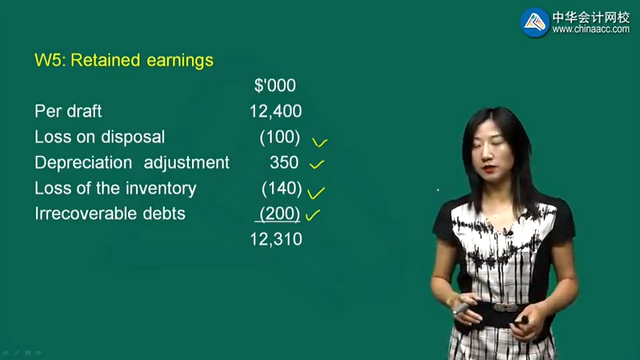 中华会计网校
www.chinaacc.com
W5: Retained earnings
$'000
Per draft 12,400
Loss on disposal (100)
Depreciation adjustment 350
Loss of the inventory (140)
Irrecoverable debts (200)
12,310